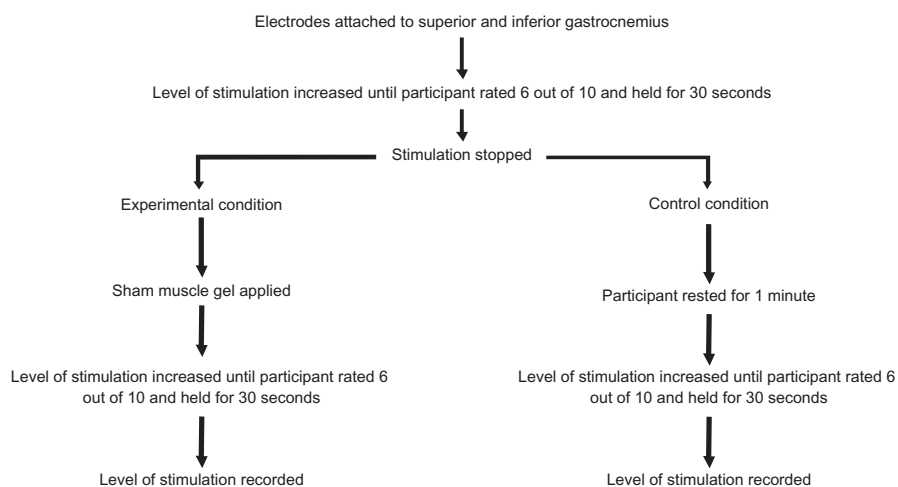 Electrodes attached to superior and inferior gastrocnemius
Level of stimulation increased until participant rated 6 out of 10 and held for 30 seconds
Stimulation stopped
Experimental condition
Sham muscle gel applied
Level of stimulation increased until participant rated 6
out of 10 and held for 30 seconds
Level of stimulation recorded
Control condition
Participant rested for 1 minute
Level of stimulation increased until participant rated 6
out of 10 and held for 30 seconds
Level of stimulation recorded